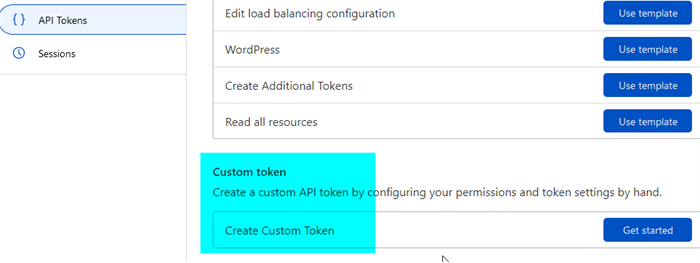 API Tokens
Sessions
Edit load balancing configuration Use template
WordPress Use template
Create Additional Tokens Use template
Read all resources Use template
Custom token
Create a custom API token by configuring your permissions and token settings by hand.
Create Custom Token Get started